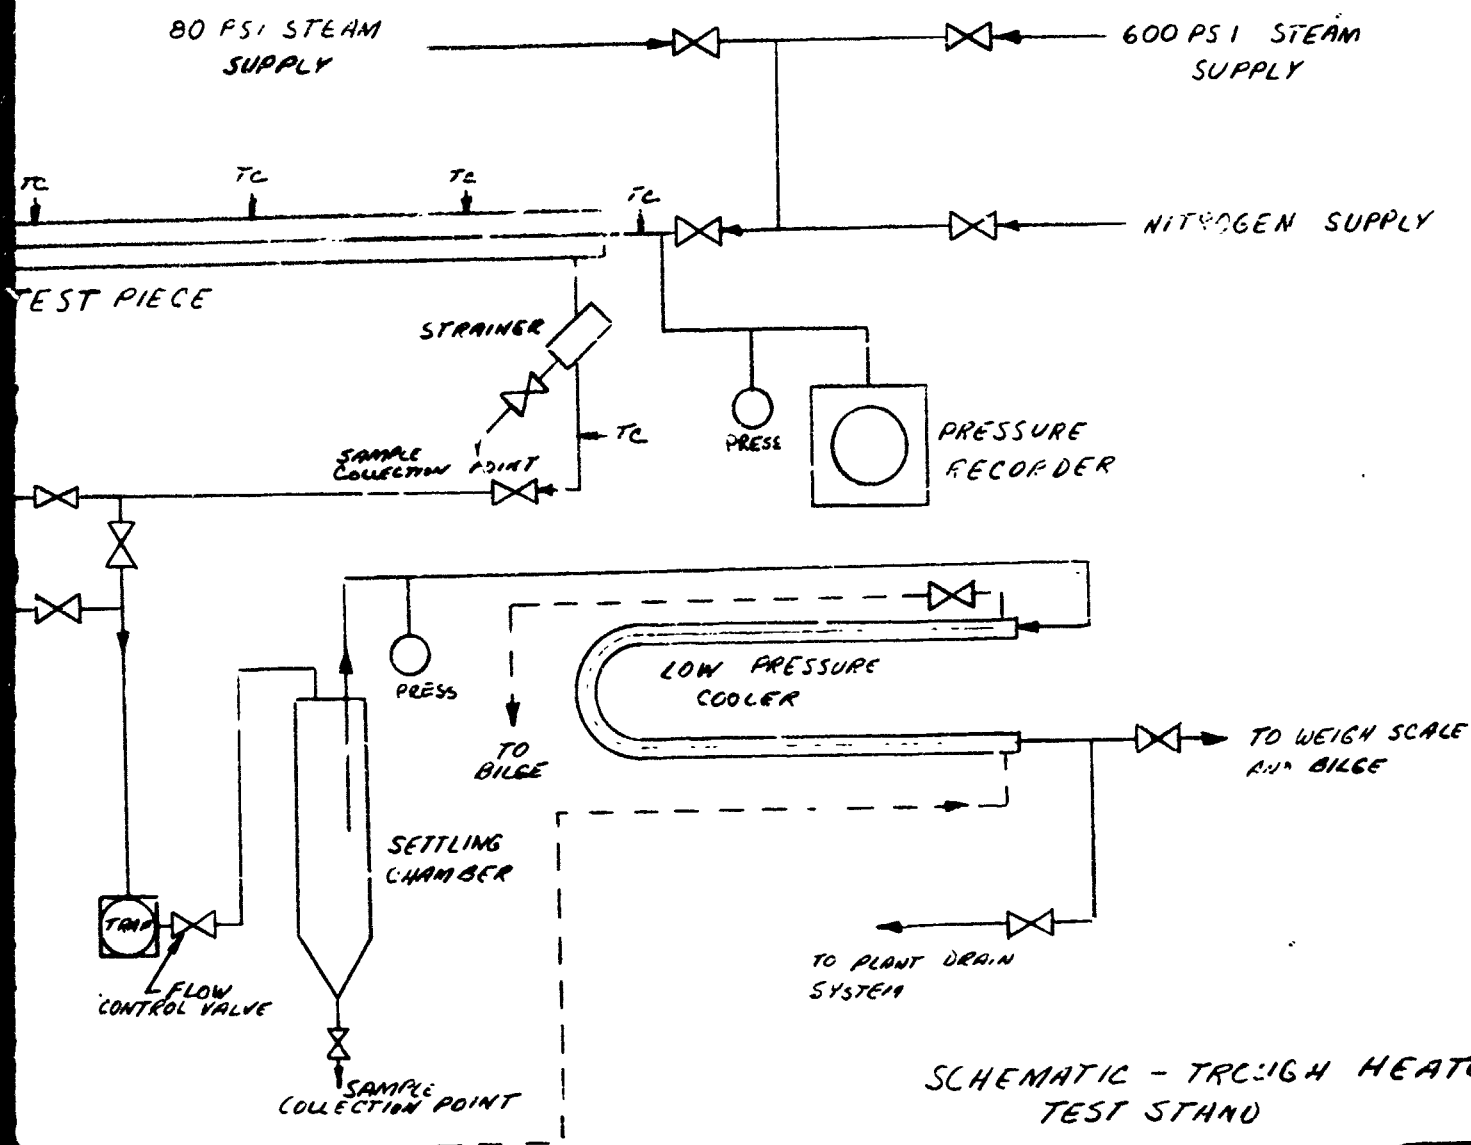 80 PSI STEAM
SUPPLY
600 PSI STEAM
SUPPLY
TC
TC
TC
TC
NITROGEN SUPPLY
TEST PIECE
STRAINER
PRESS
PRESSURE
RECORDER
TC
SAMPLE
COLLECTION POINT
PRESS
LOW PRESSURE
COOLER
TO
BILGE
TO WEIGH SCALE
AND BILGE
SETTLING
CHAMBER
TRAP
FLOW
CONTROL VALVE
TO PLANT DRAIN
SYSTEM
SAMPLE
COLLECTION POINT
SCHEMATIC - TROUGH HEAT
TEST STAND